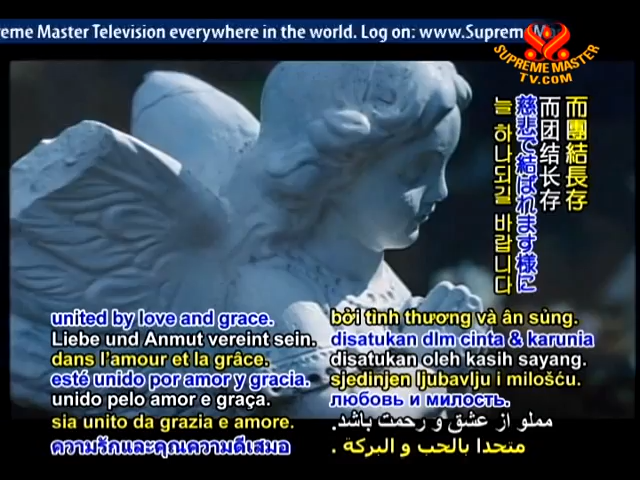 reme Master Television everywhere in the world. Log on: www.Suprem
SUPREME MASTER
TV.COM
而團結長存
而团结长存
慈悲で結ばれます様に
늘 하나되길 바랍니다
united by love and grace.
Liebe und Anmut vereint sein.
dans l'amour et la grâce.
esté unido por amor y gracia.
unido pelo amor e graça.
sia unito da grazia e amore.
ความรักและคุณความดีเสมอ
bởi tình thương và ân sủng.
disatukan dlm cinta & karunia
disatukan oleh kasih sayang.
sjedinjen ljubavlju i milošću.
любовь и милость.
مملو از عشق و رحمت باشد.
متحدا بالحب و البركة .